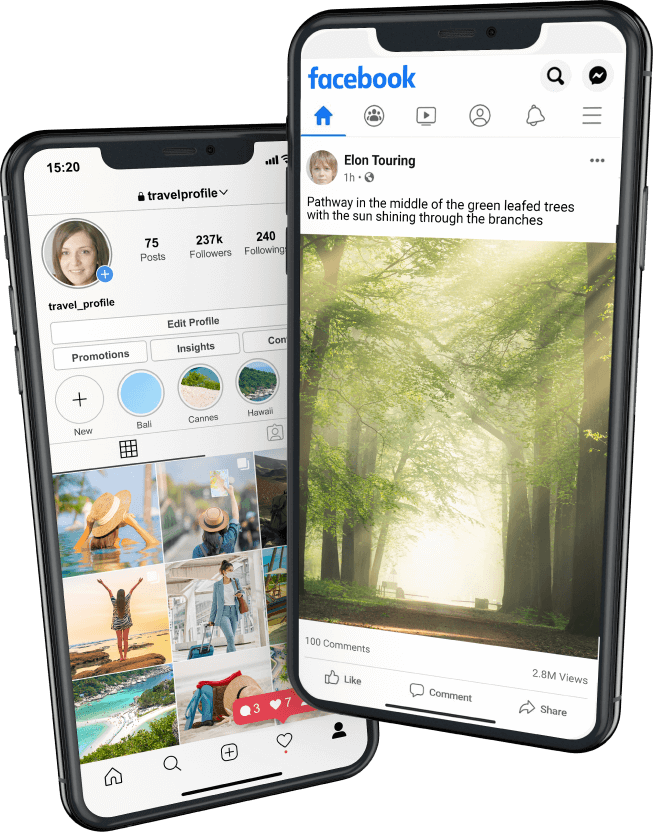 15:20
travelprofile
75
237k
240
Posts
Followers
Followings
travel_profile
Edit Profile
Promotions
Insights
New
Bali
Cannes
Hawaii
3
7
facebook
Elon Touring
1h
Pathway in the middle of the green leafed trees
with the sun shining through the branches
100 Comments
2.8M Views
Like
Comment
Share